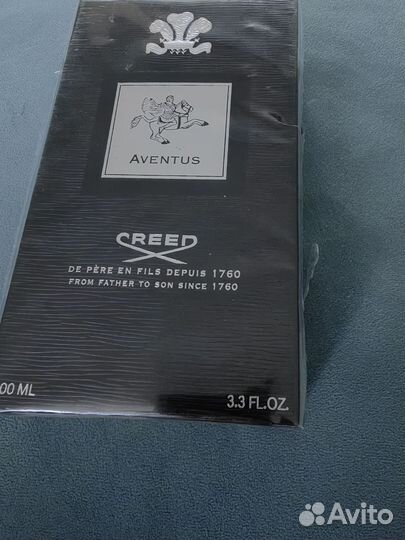 AVENTUS
CREED
DE PÈRE EN FILS DEPUIS 1760
FROM FATHER TO SON SINCE 1760
00 ML
3.3 FL.OZ.
Avito